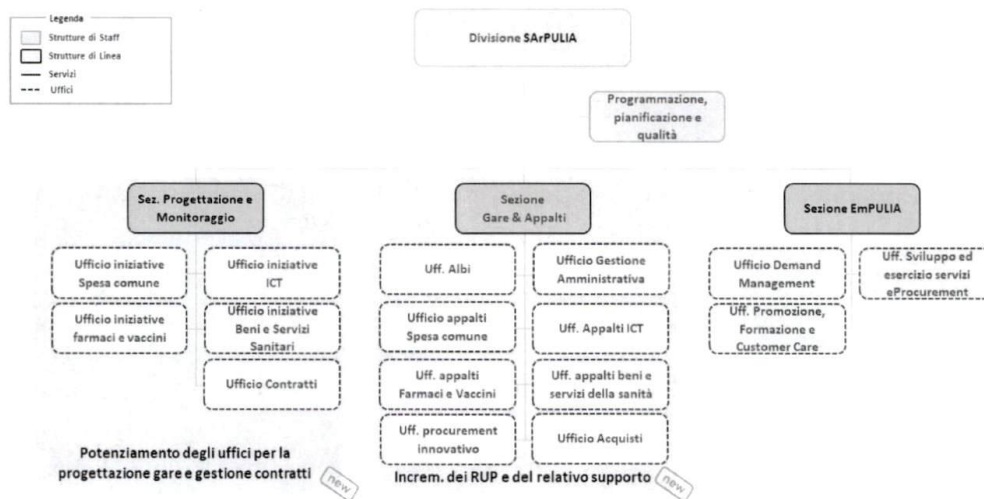 Legenda
Strutture di Staff
Strutture di Linea
Servizi
Uffici
Divisione SArPULIA
Programmazione,
pianificazione e
qualità
Sez. Progettazione e
Monitoraggio
Sezione
Gare & Appalti
Sezione EmPULIA
Ufficio iniziative
Spesa comune
Ufficio iniziative
ICT
Ufficio iniziative
farmaci e vaccini
Ufficio iniziative
Beni e Servizi
Sanitari
Ufficio Contratti
Uff. Albi
Ufficio Gestione
Amministrativa
Ufficio appalti
Spesa comune
Uff. Appalti ICT
Uff. appalti
Farmaci e Vaccini
Uff. appalti beni e
servizi della sanità
Uff. procurement
innovativo
Ufficio Acquisti
Ufficio Demand
Management
Uff. Sviluppo ed
esercizio servizi
eProcurement
Uff. Promozione,
Formazione e
Customer Care
Potenziamento degli uffici per la
progettazione gare e gestione contratti
new
Increm. dei RUP e del relativo supporto
new